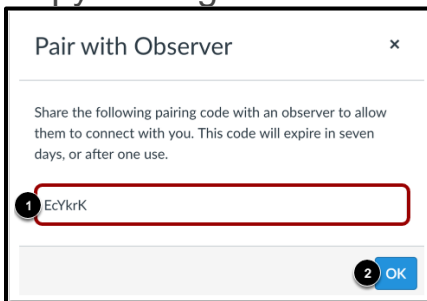 Pair with Observer ×
Share the following pairing code with an observer to allow
them to connect with you. This code will expire in seven
days, or after one use.
1 EcYkrK
2 OK